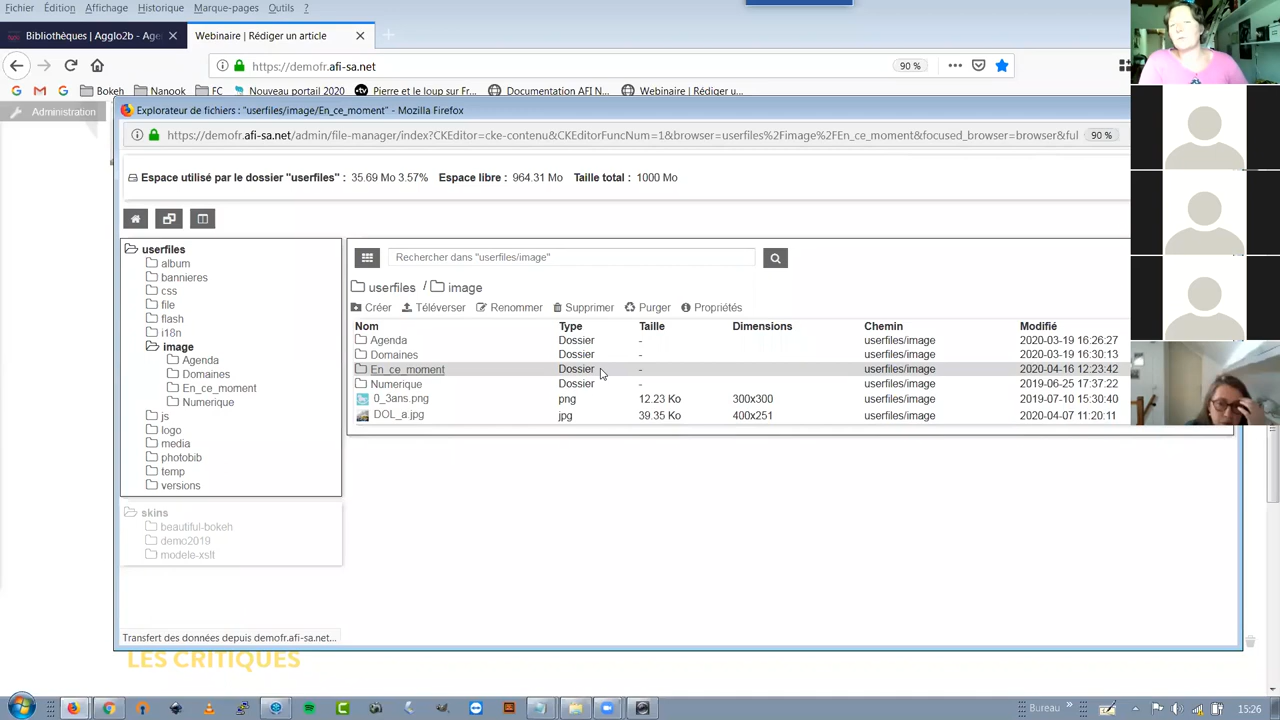 Fichier Édition Affichage Historique Marque-pages Outils ?
Bibliothèques | Agglo2b - Age
Webinaire | Rédiger un article
https://demofr.afi-sa.net
90 %
Bokeh Nanook FC 2020 Pierre et le loup sur Fr... Documentation AFI N... Webinaire | Rédiger u...
Administration
Explorateur de fichiers : "userfiles/image/En_ce_moment" - Mozilla Firefox
https://demofr.afi-sa.net/admin/file-manager/index?CKEditor=cke-contenu&CKEditorFuncNum=1&browser=userfiles%2Fimage%2FEn_ce_moment&focused_browser=browser&ful
90 %
Espace utilisé par le dossier "userfiles" : 35.69 Mo 3.57% Espace libre : 964.31 Mo Taille total : 1000 Mo
userfiles
album
bannieres
css
file
flash
i18n
image
Agenda
Domaines
En_ce_moment
Numerique
js
logo
media
photobib
temp
versions
skins
beautiful-bokeh
demo2019
modele-xslt
Rechercher dans "userfiles/image"
userfiles / image
Créer Téléverser Renommer Supprimer Purger Propriétés
Nom Type Taille Dimensions Chemin Modifié
Agenda Dossier - userfiles/image 2020-03-19 16:26:27
Domaines Dossier - userfiles/image 2020-03-19 16:30:13
En_ce_moment Dossier - userfiles/image 2020-04-16 12:23:42
Numerique Dossier - userfiles/image 2019-06-25 17:37:22
0_3ans.png png 12.23 Ko 300x300 userfiles/image 2019-07-10 15:30:40
DOL_a.jpg jpg 39.35 Ko 400x251 userfiles/image 2020-04-07 11:20:11
Transfert des données depuis demofr.afi-sa.net...
LES CRITIQUES
Bureau
15:26